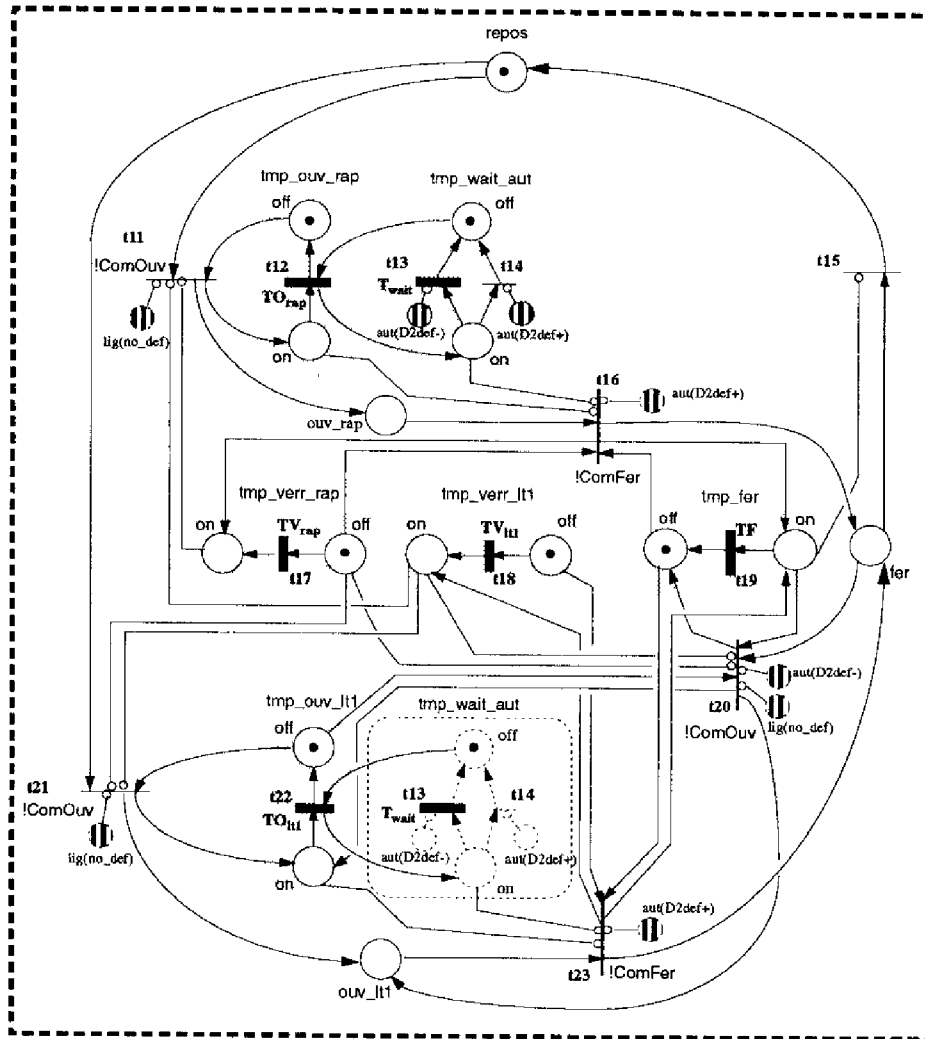 repos
tmp_ouv_rap
tmp_wait_aut
off
off
t11
!ComOuv
t12
TOrap
t13
Twait
t14
t15
lig(no_def)
aut(D2def-)
aut(D2def+)
on
on
t16
aut(D2def+)
ouv_rap
!ComFer
tmp_verr_rap
tmp_verr_lt1
tmp_fer
on
TVrap
off
on
TVlt1
off
off
TF
on
t17
t18
t19
fer
tmp_ouv_lt1
tmp_wait_aut
t20
aut(D2def-)
lig(no_def)
!ComOuv
off
off
t21
!ComOuv
t22
TOlt1
t13
Twait
t14
lig(no_def)
aut(D2def-)
aut(D2def+)
on
on
aut(D2def+)
ouv_lt1
t23
!ComFer